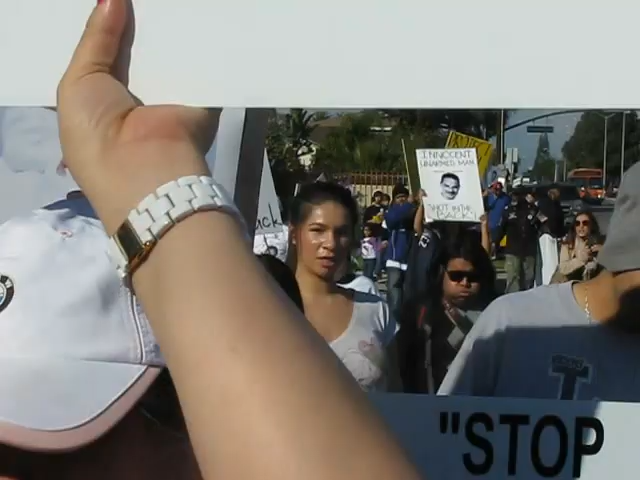 INNOCENT
UNARMED MAN
SHOT IN THE
BACK!
"STOP